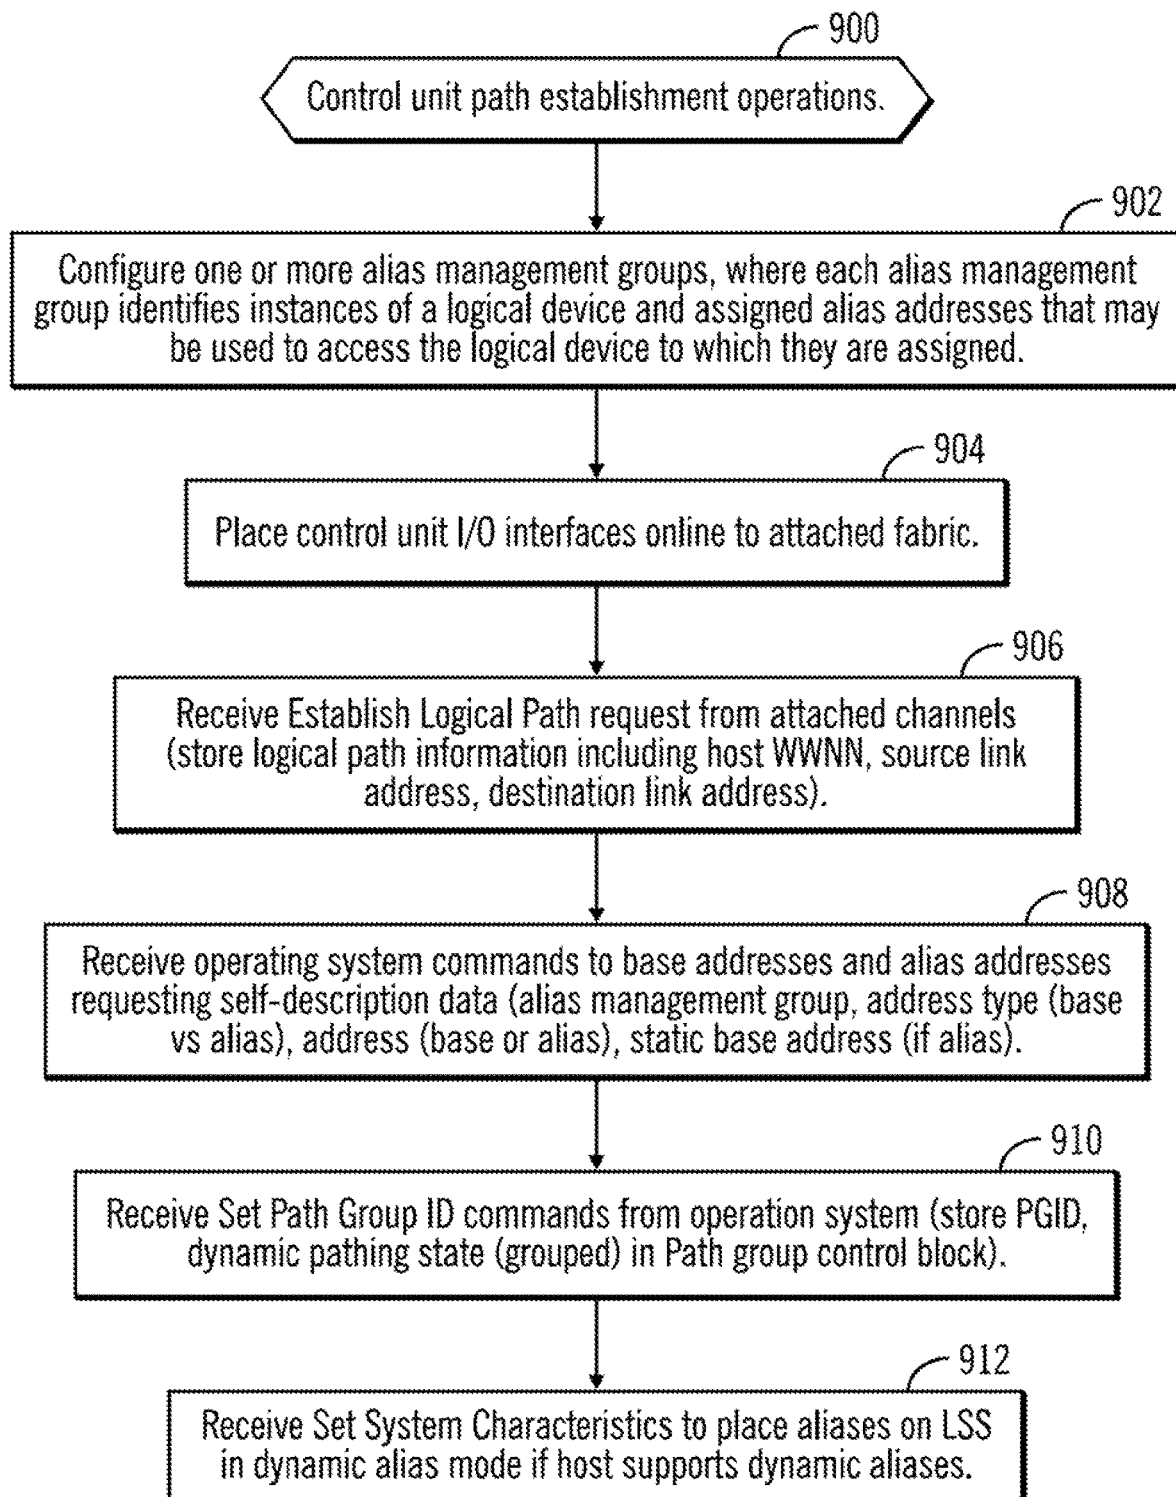 900
Control unit path establishment operations.
902
Configure one or more alias management groups, where each alias management
group identifies instances of a logical device and assigned alias addresses that may
be used to access the logical device to which they are assigned.
904
Place control unit I/O interfaces online to attached fabric.
906
Receive Establish Logical Path request from attached channels
(store logical path information including host WWNN, source link
address, destination link address).
908
Receive operating system commands to base addresses and alias addresses
requesting self-description data (alias management group, address type (base
vs alias), address (base or alias), static base address (if alias).
910
Receive Set Path Group ID commands from operation system (store PGID,
dynamic pathing state (grouped) in Path group control block).
912
Receive Set System Characteristics to place aliases on LSS
in dynamic alias mode if host supports dynamic aliases.